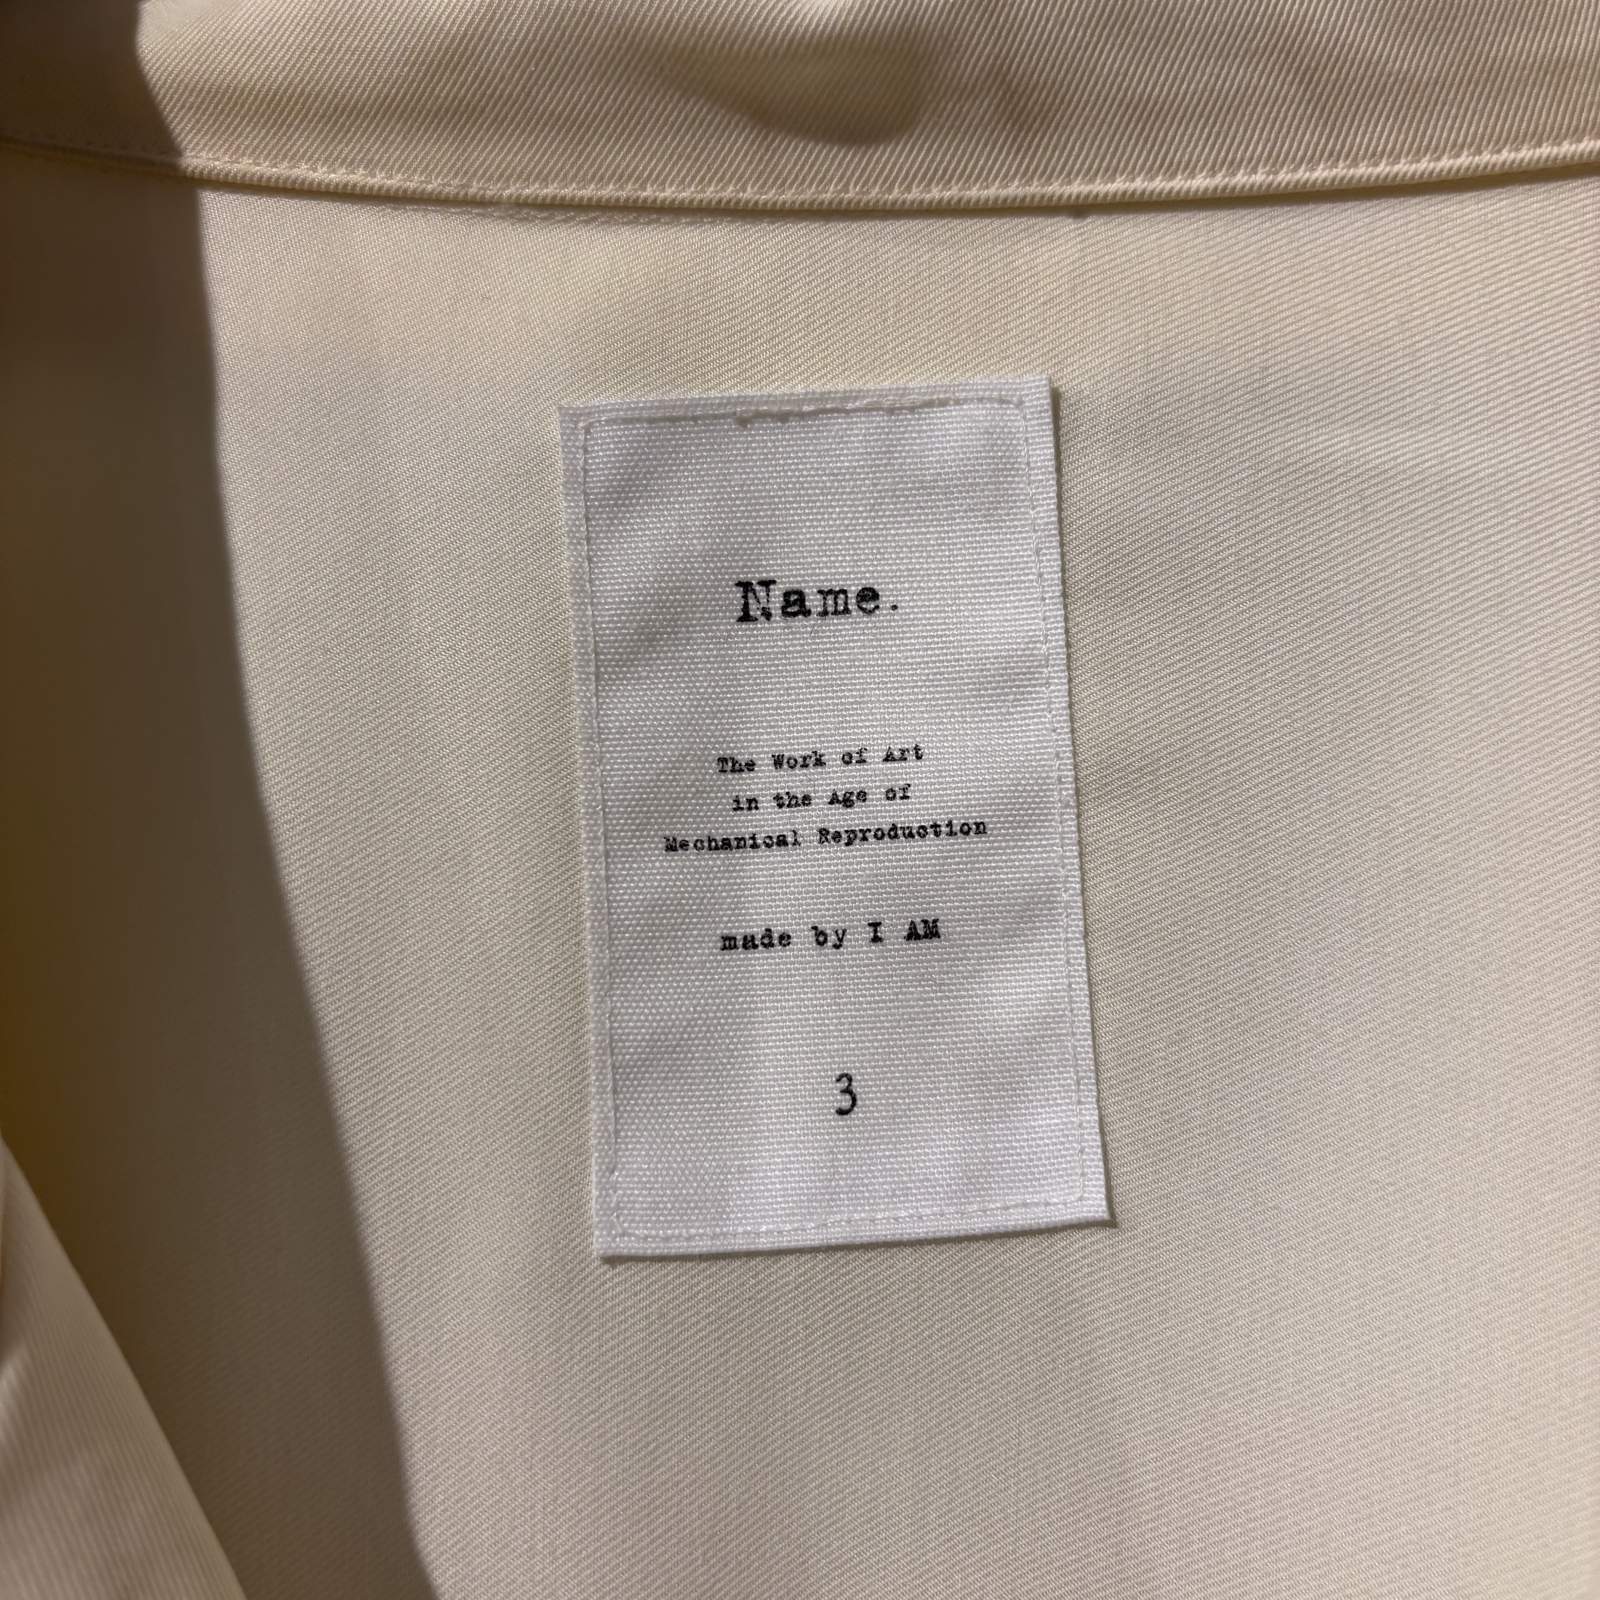 Name.
The Work of Art
in the Age of
Mechanical Reproduction
made by I AM
3